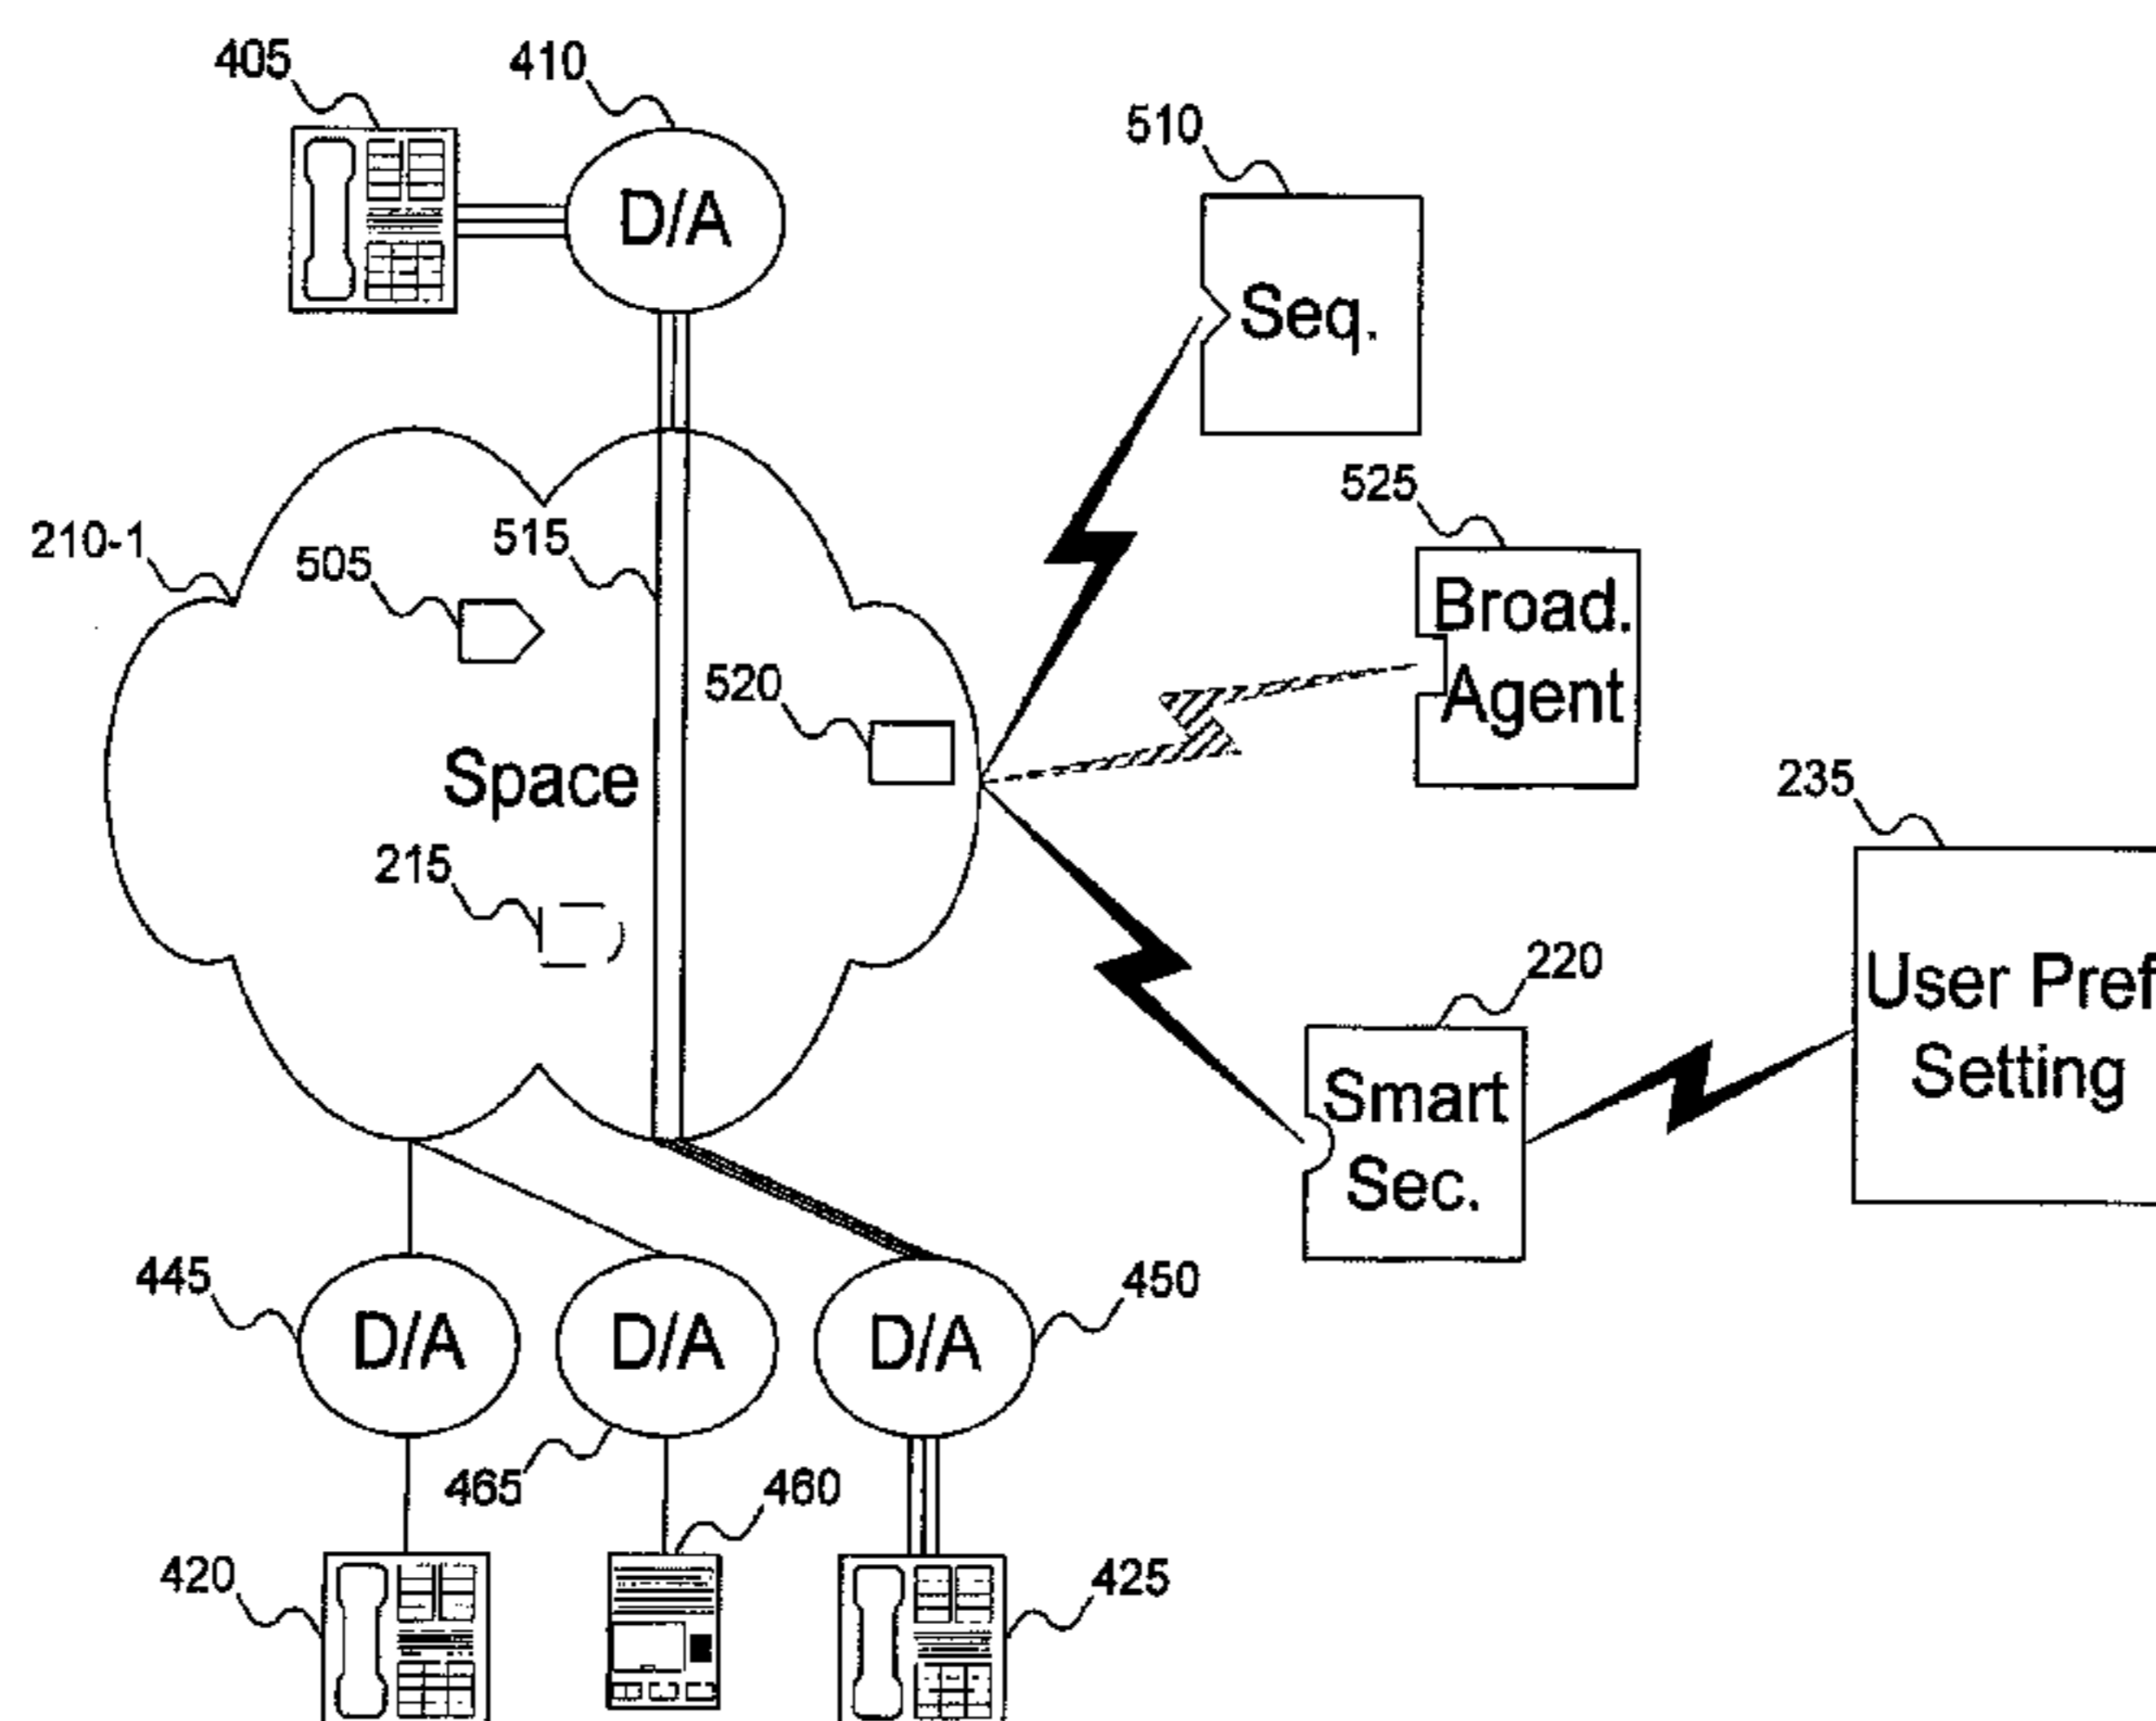 405
410
D/A
510
Seq.
525
Broad.
Agent
210-1
505
515
520
Space
215
235
User Pref
Setting
220
Smart
Sec.
445
D/A
D/A
D/A
450
465
460
420
425